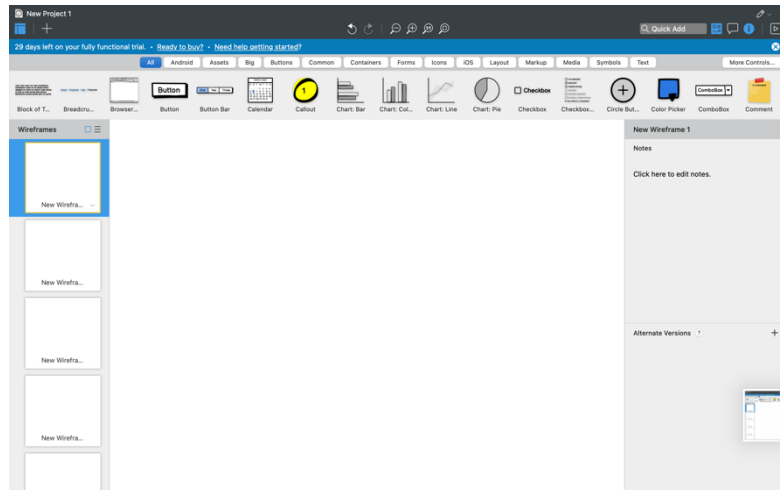 New Project 1
Quick Add
29 days left on your fully functional trial. - Ready to buy? - Need help getting started?
All Android Assets Big Buttons Common Containers Forms Icons iOS Layout Markup Media Symbols Text More Controls...
Button 1 Checkbox ComboBox
Block of T... Breadcru... Browser... Button Button Bar Calendar Callout Chart: Bar Chart: Col... Chart: Line Chart: Pie Checkbox Checkbox... Circle But... Color Picker ComboBox Comment
Wireframes
New Wireframe 1
Notes
Click here to edit notes.
New Wirefra...
New Wirefra...
Alternate Versions ?
New Wirefra...
New Wirefra...